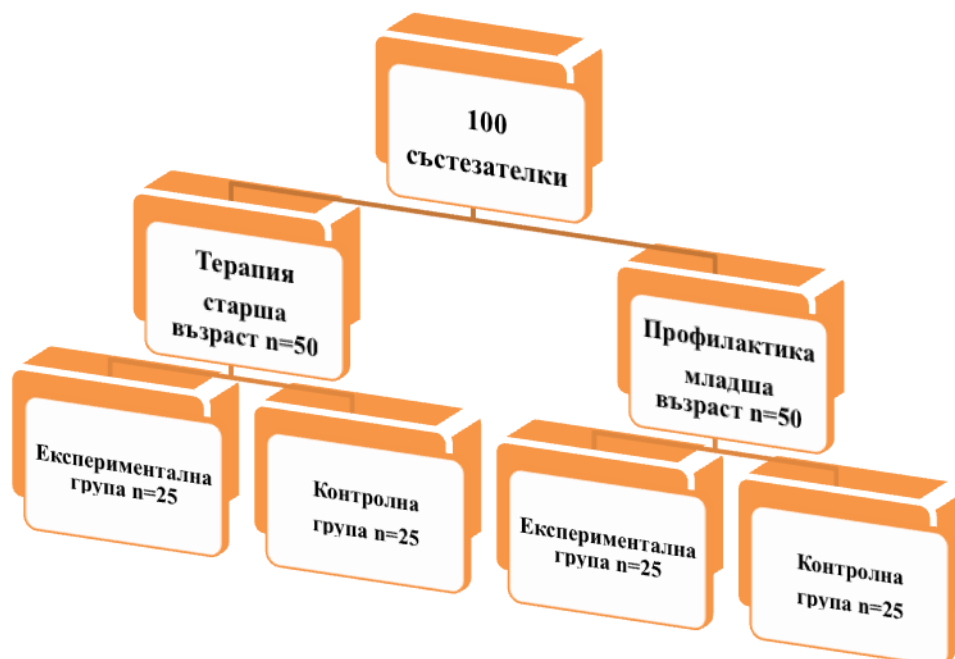 100
състезателки
Терапия
старша
възраст n=50
Профилактика
младша
възраст n=50
Експериментална
група n=25
Контролна
група n=25
Експериментална
група n=25
Контролна
група n=25